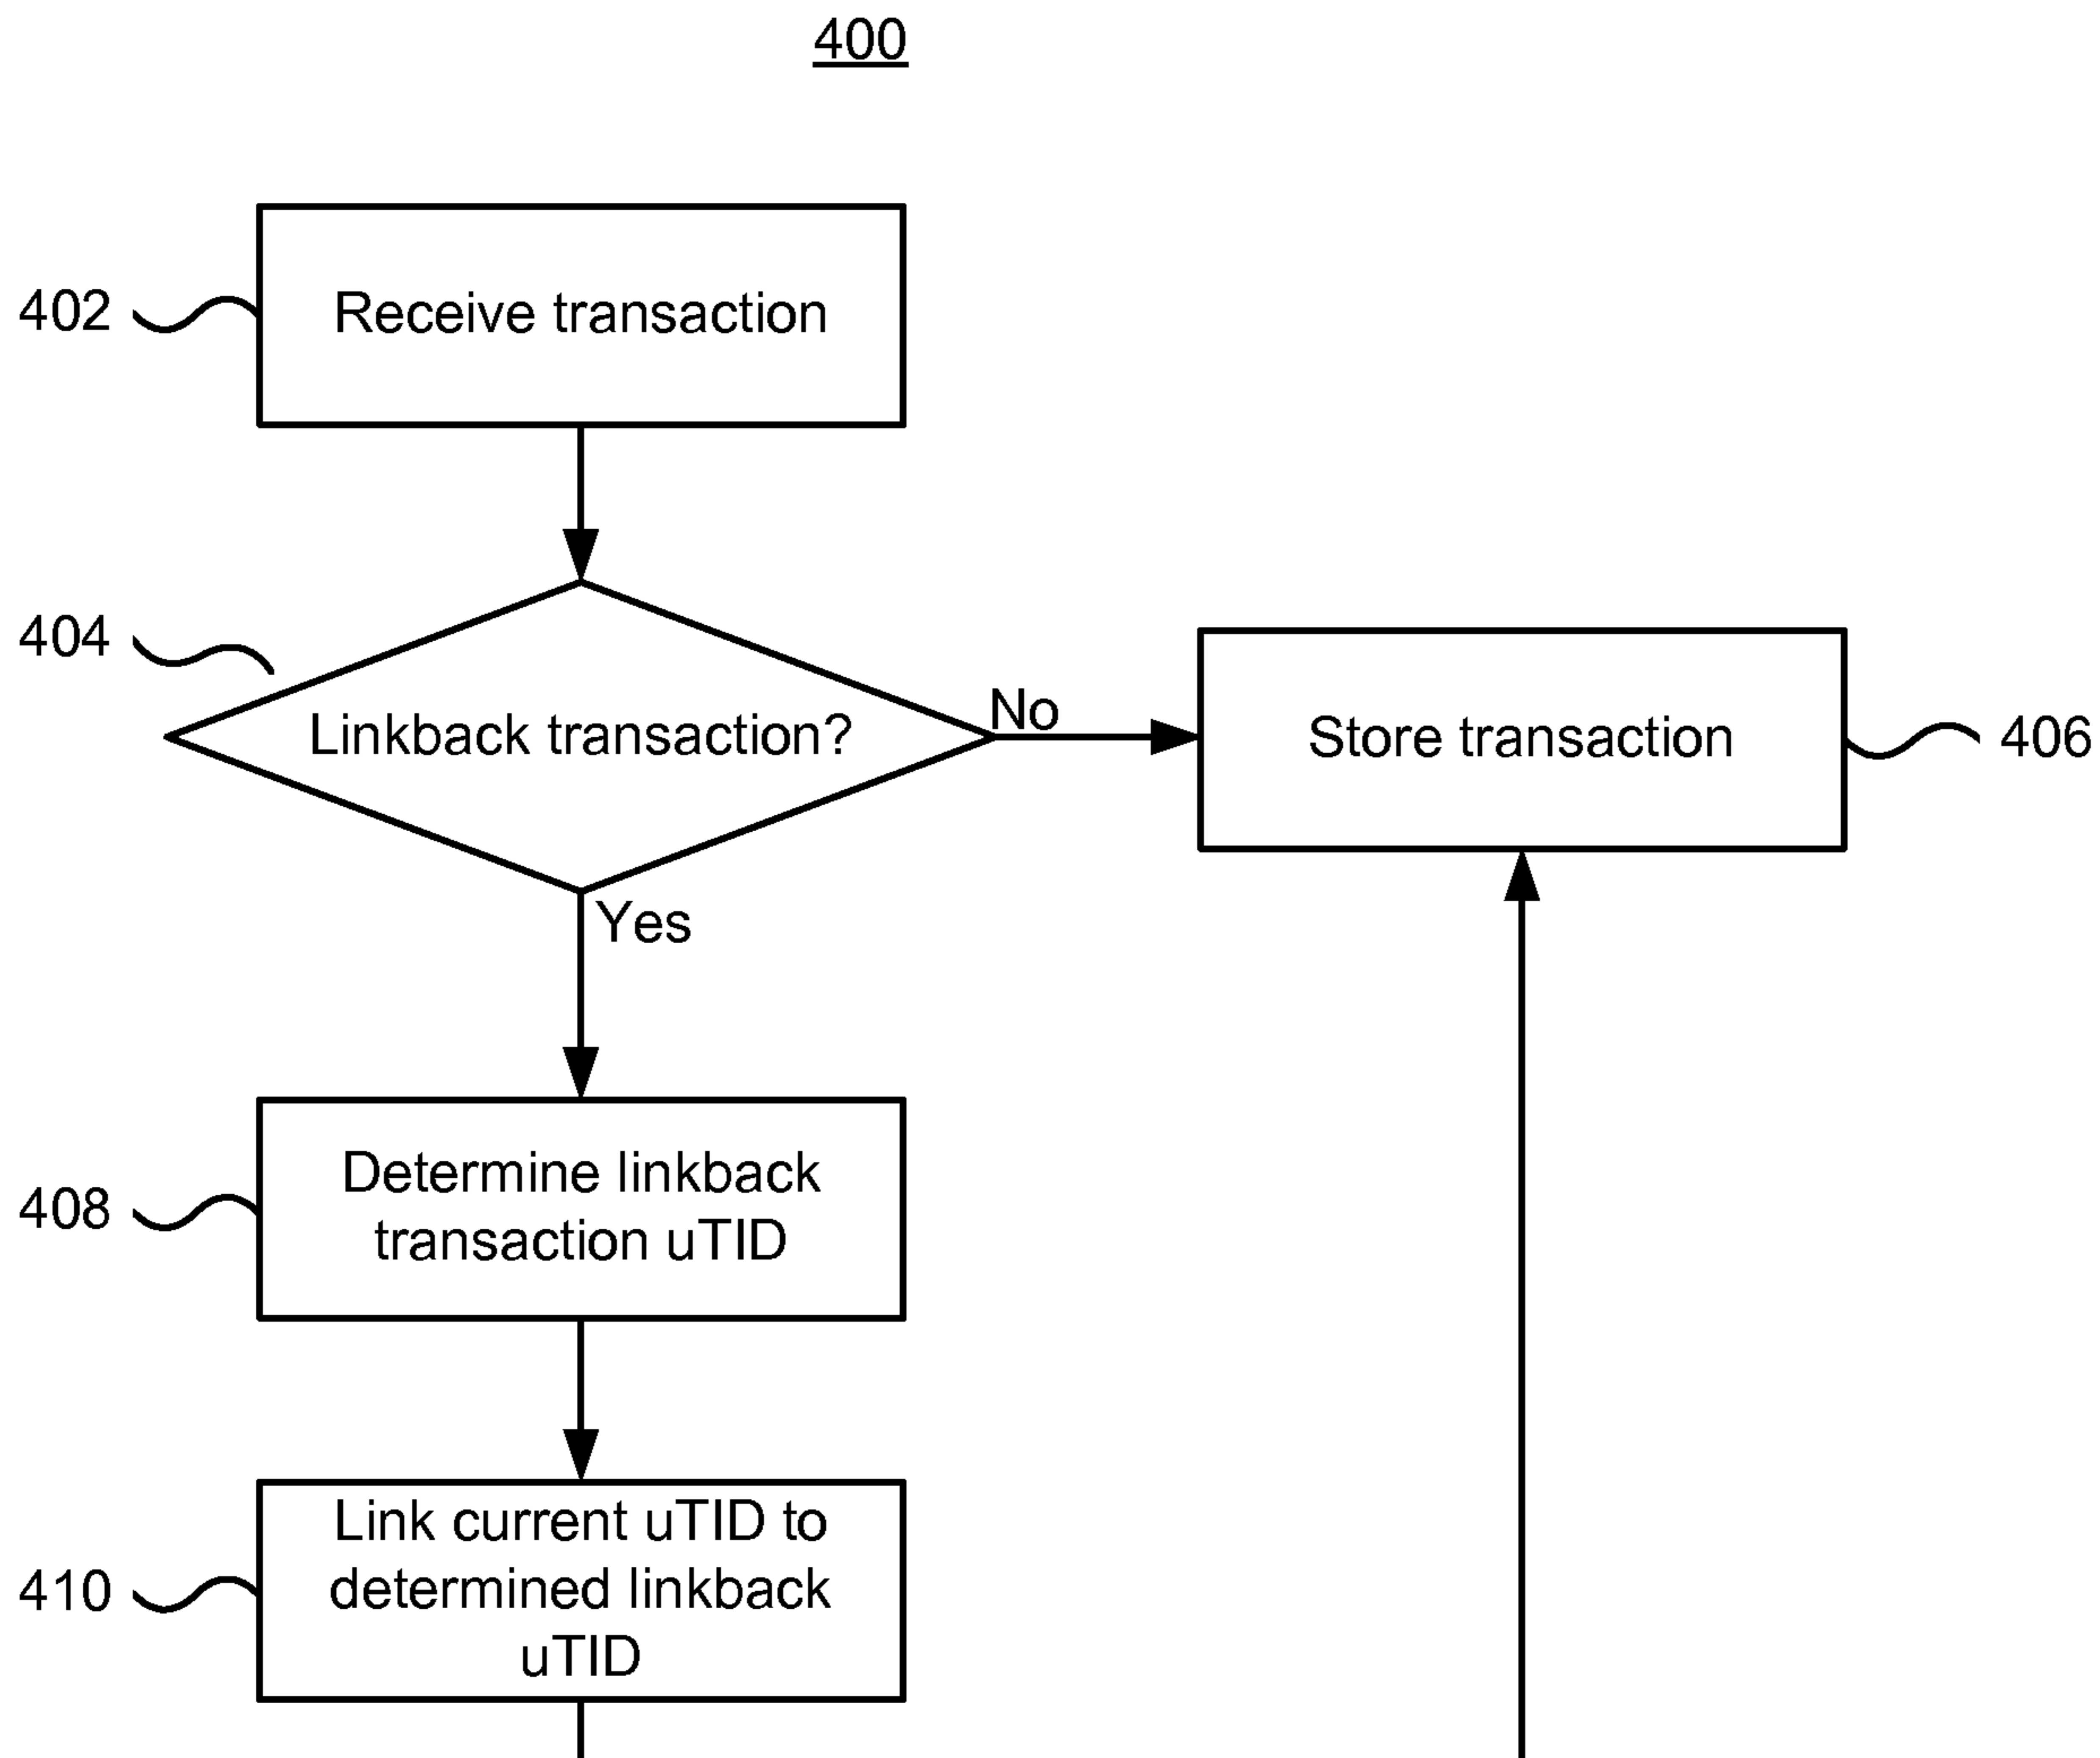 400
402
Receive transaction
404
Linkback transaction?
No
Store transaction
406
Yes
408
Determine linkback
transaction uTID
410
Link current uTID to
determined linkback
uTID